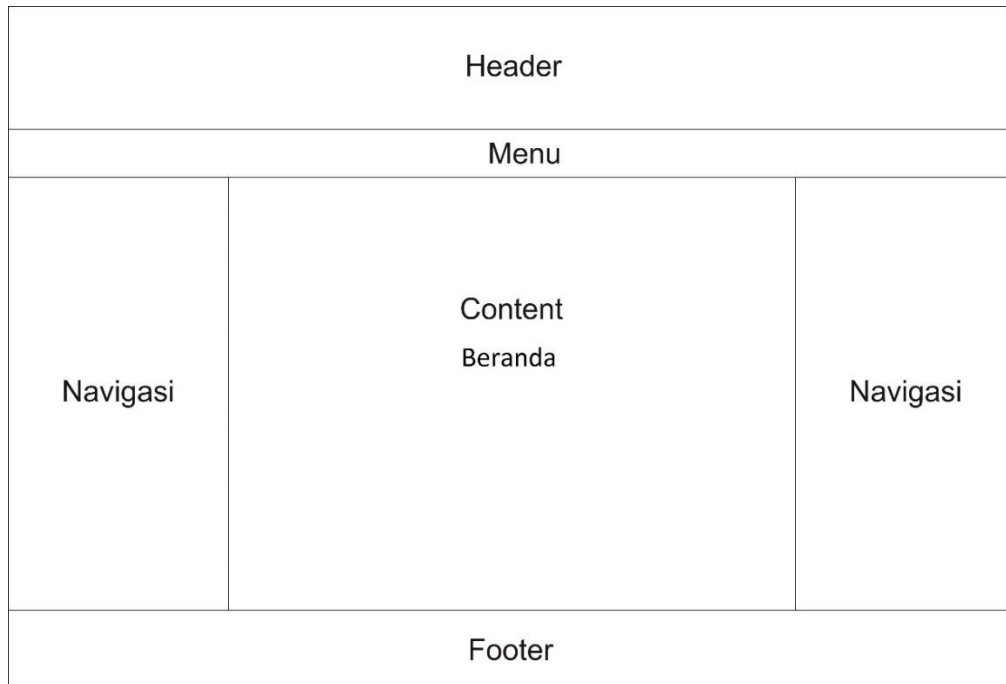 Header
Menu
Content
Beranda
Navigasi
Navigasi
Footer